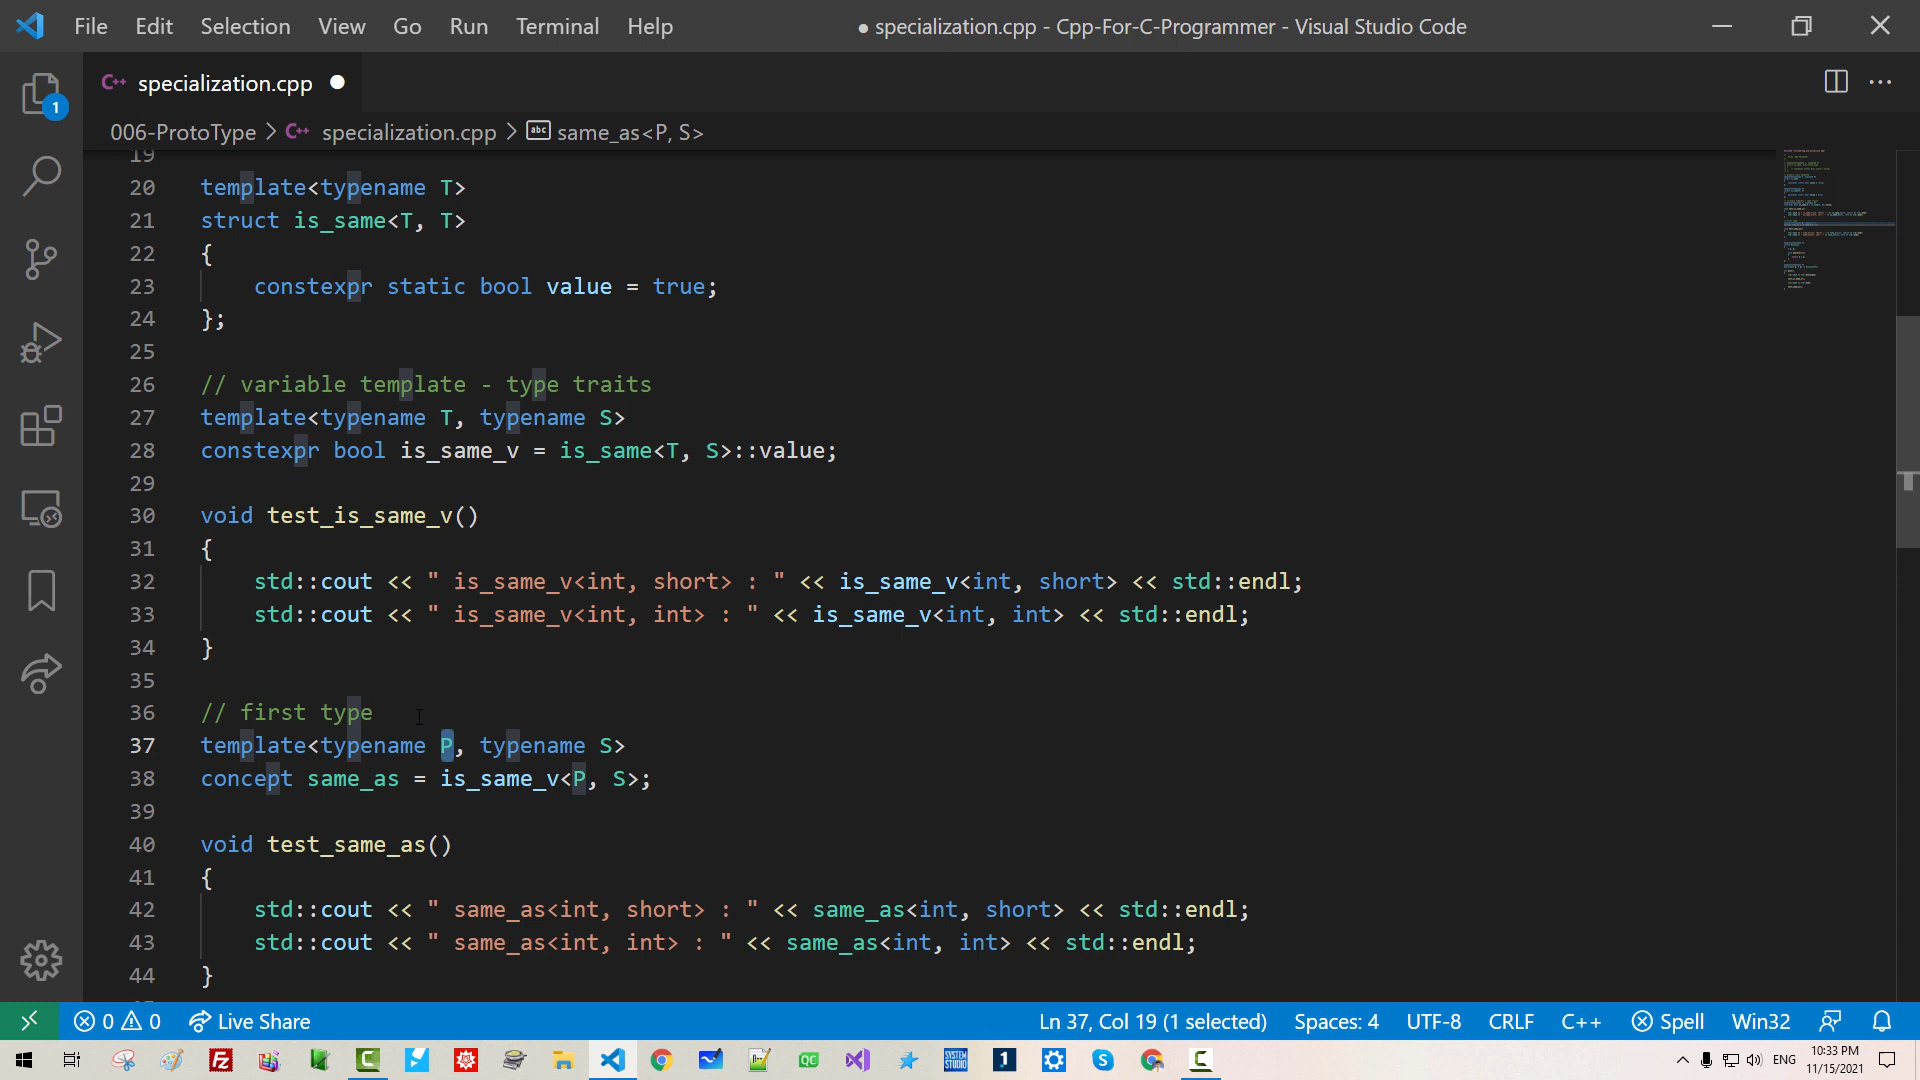 File Edit Selection View Go Run Terminal Help
● specialization.cpp - Cpp-For-C-Programmer - Visual Studio Code
C++ specialization.cpp ●
006-ProtoType > C++ specialization.cpp > abc same_as<P, S>
1
19
20 template<typename T>
21 struct is_same<T, T>
22 {
23 constexpr static bool value = true;
24 };
25
26 // variable template - type traits
27 template<typename T, typename S>
28 constexpr bool is_same_v = is_same<T, S>::value;
29
30 void test_is_same_v()
31 {
32 std::cout << " is_same_v<int, short> : " << is_same_v<int, short> << std::endl;
33 std::cout << " is_same_v<int, int> : " << is_same_v<int, int> << std::endl;
34 }
35
36 // first type
37 template<typename P, typename S>
38 concept same_as = is_same_v<P, S>;
39
40 void test_same_as()
41 {
42 std::cout << " same_as<int, short> : " << same_as<int, short> << std::endl;
43 std::cout << " same_as<int, int> : " << same_as<int, int> << std::endl;
44 }
0 0 Live Share Ln 37, Col 19 (1 selected) Spaces: 4 UTF-8 CRLF C++ Spell Win32
ENG
10:33 PM
11/15/2021